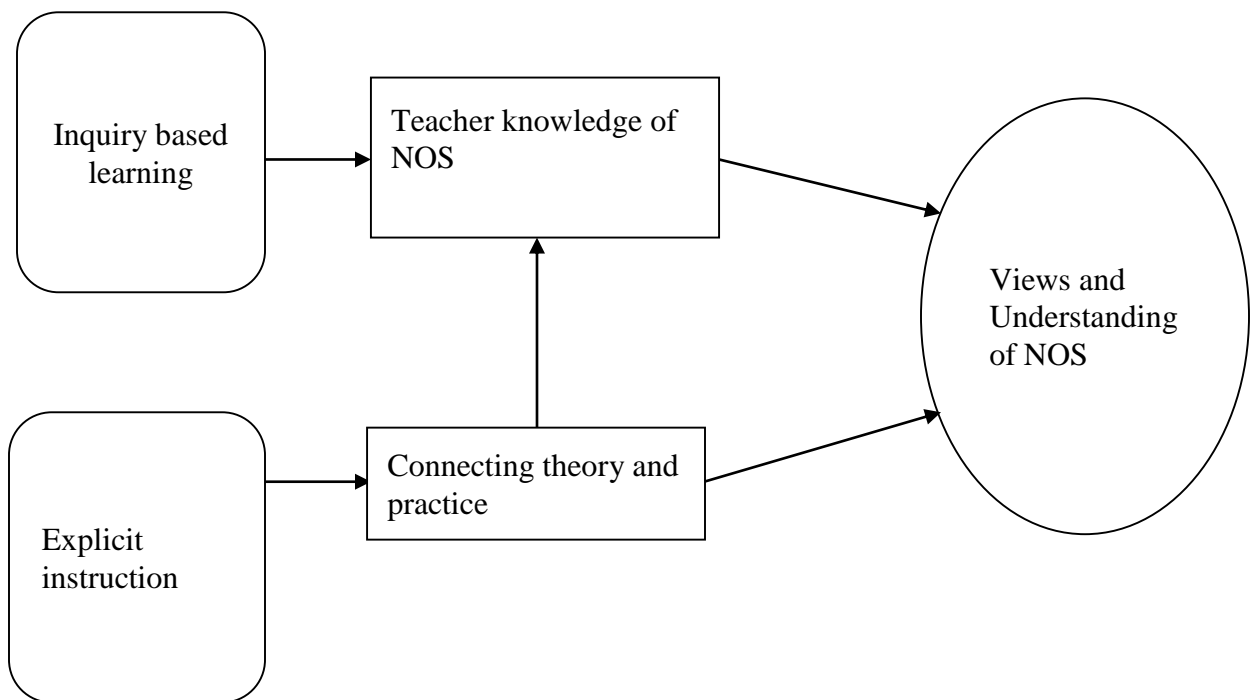 Inquiry based
learning
Teacher knowledge of
NOS
Views and
Understanding
of NOS
Connecting theory and
practice
Explicit
instruction